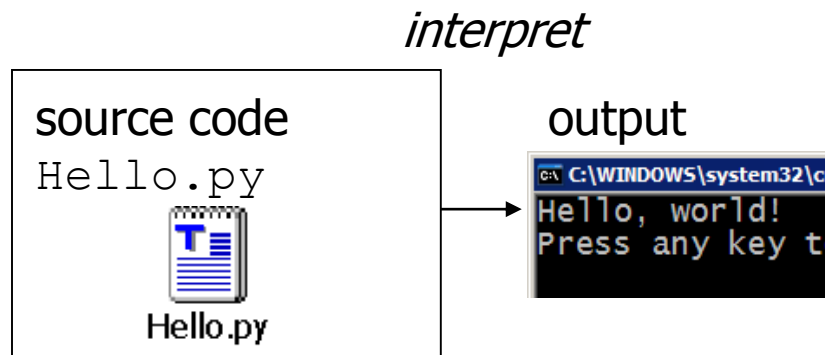 interpret
source code
Hello.py
Hello.py
output
C:\WINDOWS\system32\c
Hello, world!
Press any key t